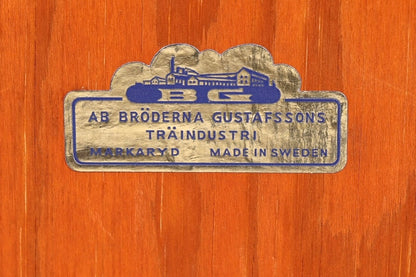 BG
AB BRÖDERNA GUSTAFSSONS
TRÄINDUSTRI
MARKARYD MADE IN SWEDEN